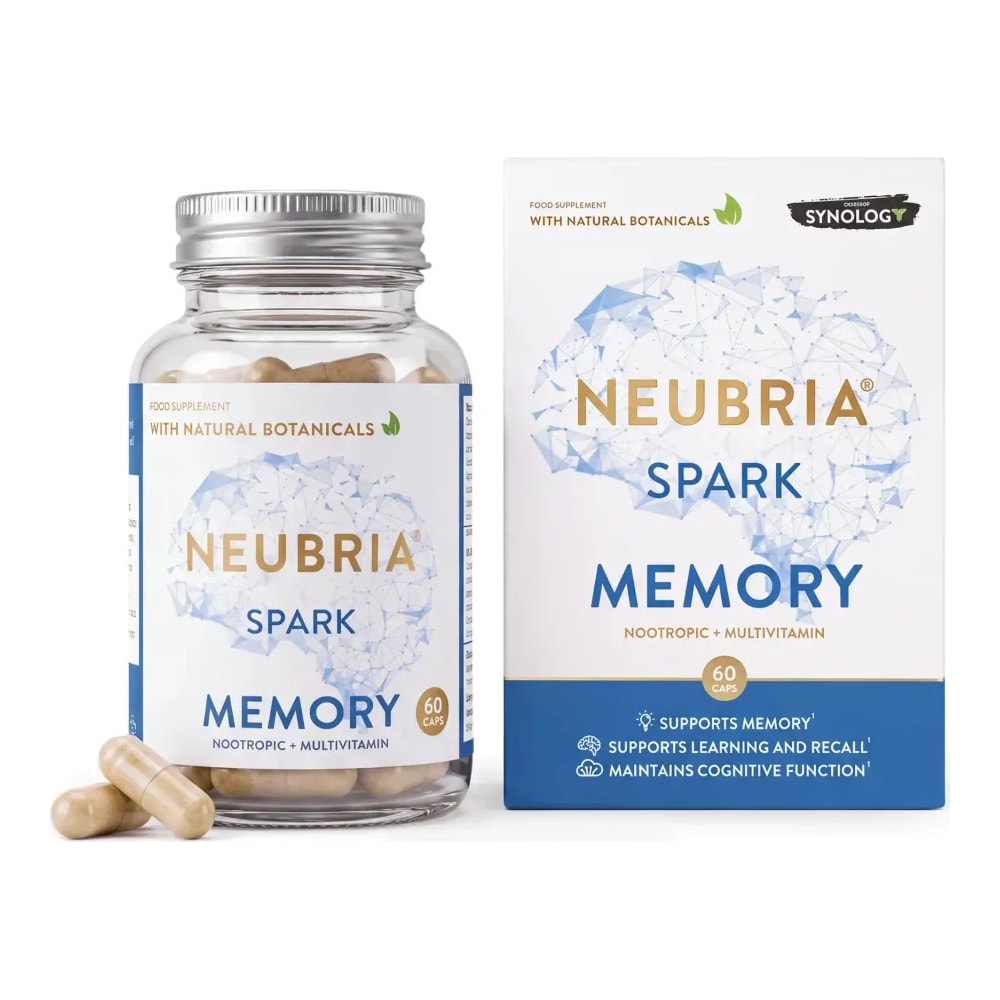 FOOD SUPPLEMENT
WITH NATURAL BOTANICALS
NEUBRIA®
SPARK
MEMORY
60
CAPS
NOOTROPIC + MULTIVITAMIN
FOOD SUPPLEMENT
WITH NATURAL BOTANICALS
SYNOLOGY
NEUBRIA®
SPARK
MEMORY
NOOTROPIC + MULTIVITAMIN
60
CAPS
SUPPORTS MEMORY¹
SUPPORTS LEARNING AND RECALL¹
MAINTAINS COGNITIVE FUNCTION¹